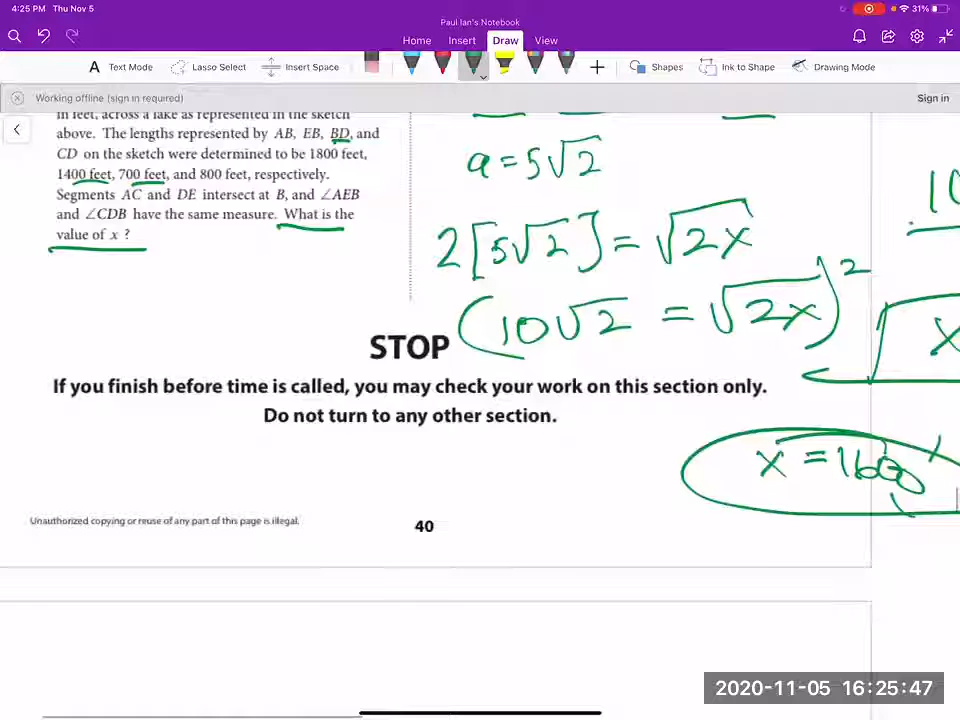 4:25 PM Thu Nov 5
31%
Paul Ian's Notebook
Home Insert Draw View
Text Mode Lasso Select Insert Space Shapes Ink to Shape Drawing Mode
Working offline (sign in required) Sign in
in feet, across a lake as represented in the sketch
above. The lengths represented by AB, EB, BD, and
CD on the sketch were determined to be 1800 feet,
1400 feet, 700 feet, and 800 feet, respectively.
Segments AC and DE intersect at B, and ∠AEB
and ∠CDB have the same measure. What is the
value of x ?
a = 5√2
2[5√2] = √2x
(10√2 = √2x)²
10
x
x = 1600
STOP
If you finish before time is called, you may check your work on this section only.
Do not turn to any other section.
Unauthorized copying or reuse of any part of this page is illegal.
40
2020-11-05 16:25:47